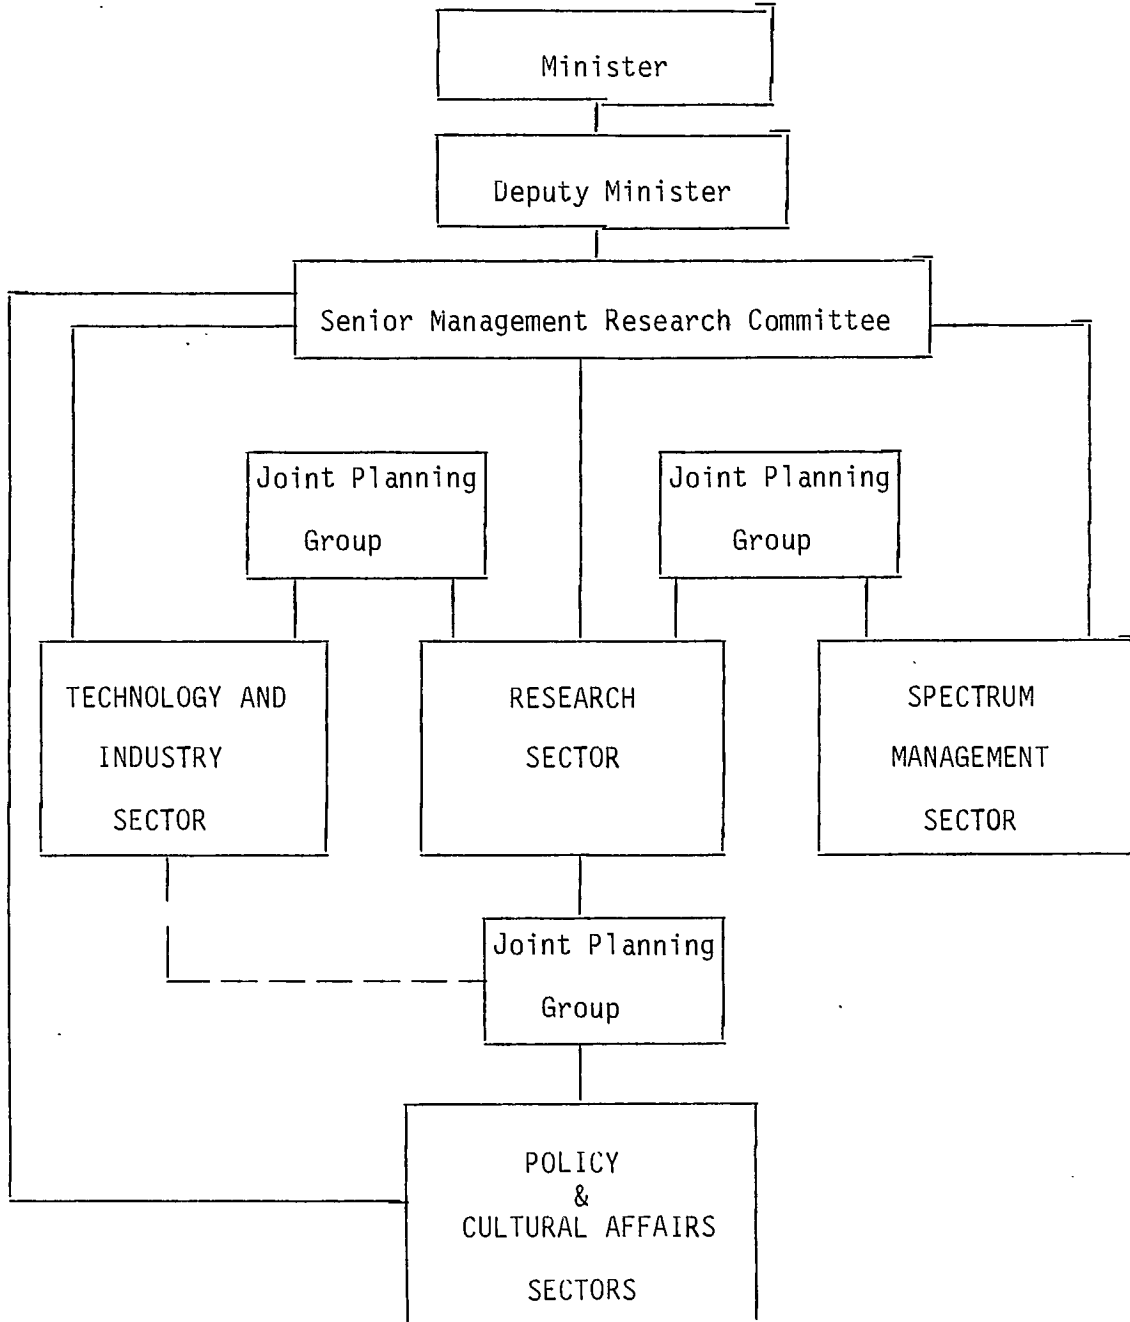 Minister
Deputy Minister
Senior Management Research Committee
Joint Planning
Group
Joint Planning
Group
TECHNOLOGY AND
INDUSTRY
SECTOR
RESEARCH
SECTOR
SPECTRUM
MANAGEMENT
SECTOR
Joint Planning
Group
POLICY
&
CULTURAL AFFAIRS
SECTORS